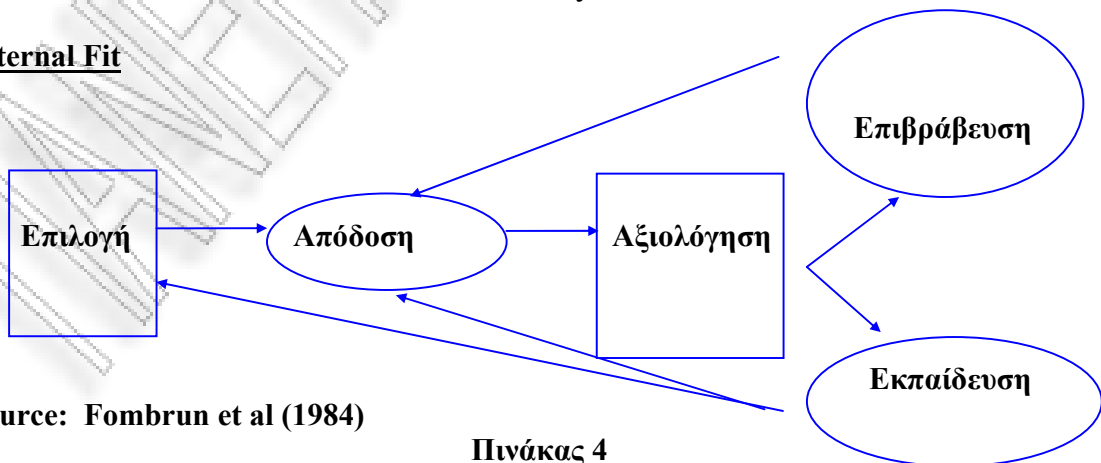 ternal Fit
Επιβράβευση
Επιλογή
Απόδοση
Αξιολόγηση
Εκπαίδευση
urce: Fombrun et al (1984)
Πινάκας 4